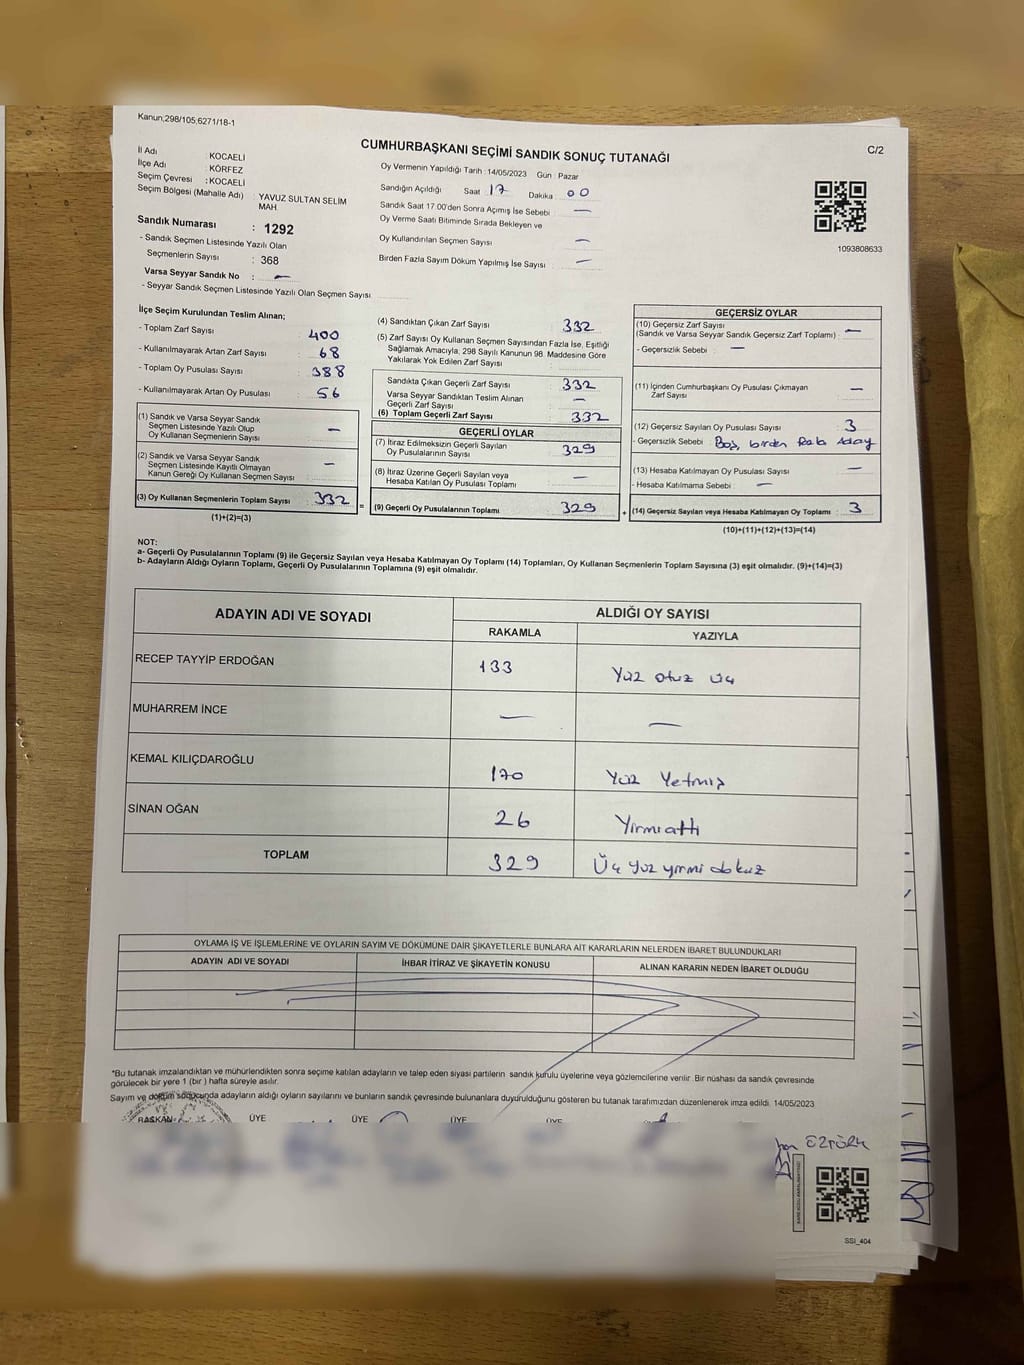 Kanun,298/105,6271/18-1
CUMHURBAŞKANI SEÇİMİ SANDIK SONUÇ TUTANAĞI
C/2
İl Adı : KOCAELİ
İlçe Adı : KÖRFEZ
Seçim Çevresi : KOCAELİ
Seçim Bölgesi (Mahalle Adı) : YAVUZ SULTAN SELİM MAH.
Sandık Numarası : 1292
- Sandık Seçmen Listesinde Yazılı Olan
Seçmenlerin Sayısı : 368
Varsa Seyyar Sandık No : —
- Seyyar Sandık Seçmen Listesinde Yazılı Olan Seçmen Sayısı
Oy Vermenin Yapıldığı Tarih : 14/05/2023 Gün : Pazar
Sandığın Açıldığı Saat : 17 Dakika : 00
Sandık Saat 17.00'den Sonra Açımış İse Sebebi : —
Oy Verme Saati Bitiminde Sırada Bekleyen ve
Oy Kullandırılan Seçmen Sayısı : —
Birden Fazla Sayım Döküm Yapılmış İse Sayısı : —
1093808633
İlçe Seçim Kurulundan Teslim Alınan;
- Toplam Zarf Sayısı : 400
- Kullanılmayarak Artan Zarf Sayısı : 68
- Toplam Oy Pusulası Sayısı : 388
- Kullanılmayarak Artan Oy Pusulası : 56
(1) Sandık ve Varsa Seyyar Sandık
Seçmen Listesinde Yazılı Olup
Oy Kullanan Seçmenlerin Sayısı : —
(2) Sandık ve Varsa Seyyar Sandık
Seçmen Listesinde Kayıtlı Olmayan
Kanun Gereği Oy Kullanan Seçmen Sayısı : —
(3) Oy Kullanan Seçmenlerin Toplam Sayısı : 332
(1)+(2)=(3)
(4) Sandıktan Çıkan Zarf Sayısı : 332
(5) Zarf Sayısı Oy Kullanan Seçmen Sayısından Fazla İse, Eşitliği
Sağlamak Amacıyla, 298 Sayılı Kanunun 98. Maddesine Göre
Yakılarak Yok Edilen Zarf Sayısı :
Sandıkta Çıkan Geçerli Zarf Sayısı : 332
Varsa Seyyar Sandıktan Teslim Alınan
Geçerli Zarf Sayısı : —
(6) Toplam Geçerli Zarf Sayısı : 332
GEÇERLİ OYLAR
(7) İtiraz Edilmeksizin Geçerli Sayılan
Oy Pusulalarının Sayısı : 329
(8) İtiraz Üzerine Geçerli Sayılan veya
Hesaba Katılan Oy Pusulası Toplamı : —
= (9) Geçerli Oy Pusulalarının Toplamı : 329
GEÇERSİZ OYLAR
(10) Geçersiz Zarf Sayısı
(Sandık ve Varsa Seyyar Sandık Geçersiz Zarf Toplamı) : —
- Geçersizlik Sebebi : —
(11) İçinden Cumhurbaşkanı Oy Pusulası Çıkmayan
Zarf Sayısı : —
(12) Geçersiz Sayılan Oy Pusulası Sayısı : 3
- Geçersizlik Sebebi : Boş, birden Fazla Aday
(13) Hesaba Katılmayan Oy Pusulası Sayısı : —
- Hesaba Katılmama Sebebi : —
+ (14) Geçersiz Sayılan veya Hesaba Katılmayan Oy Toplamı : 3
(10)+(11)+(12)+(13)=(14)
NOT:
a- Geçerli Oy Pusulalarının Toplamı (9) ile Geçersiz Sayılan veya Hesaba Katılmayan Oy Toplamı (14) Toplamları, Oy Kullanan Seçmenlerin Toplam Sayısına (3) eşit olmalıdır. (9)+(14)=(3)
b- Adayların Aldığı Oyların Toplamı, Geçerli Oy Pusulalarının Toplamına (9) eşit olmalıdır.
ADAYIN ADI VE SOYADI ALDIĞI OY SAYISI
RAKAMLA YAZIYLA
RECEP TAYYİP ERDOĞAN 133 Yüz otuz üç
MUHARREM İNCE — —
KEMAL KILIÇDAROĞLU 170 Yüz Yetmiş
SİNAN OĞAN 26 Yirmialtı
TOPLAM 329 Üç yüz yirmi dokuz
OYLAMA İŞ VE İŞLEMLERİNE VE OYLARIN SAYIM VE DÖKÜMÜNE DAİR ŞİKAYETLERLE BUNLARA AİT KARARLARIN NELERDEN İBARET BULUNDUKLARI
ADAYIN ADI VE SOYADI İHBAR İTİRAZ VE ŞİKAYETİN KONUSU ALINAN KARARIN NEDEN İBARET OLDUĞU
*Bu tutanak imzalandıktan ve mühürlendikten sonra seçime katılan adayların ve talep eden siyasi partilerin sandık kurulu üyelerine veya gözlemcilerine verilir. Bir nüshası da sandık çevresinde
görülecek bir yere 1 (bir ) hafta süreyle asılır.
Sayım ve döküm sonucunda adayların aldığı oyların sayılarını ve bunların sandık çevresinde bulunanlara duyurulduğunu gösteren bu tutanak tarafımızdan düzenlenerek imza edildi. 14/05/2023
BAŞKAN ÜYE ÜYE ÜYE ÜYE
ÖZTÜRK
SSI_404